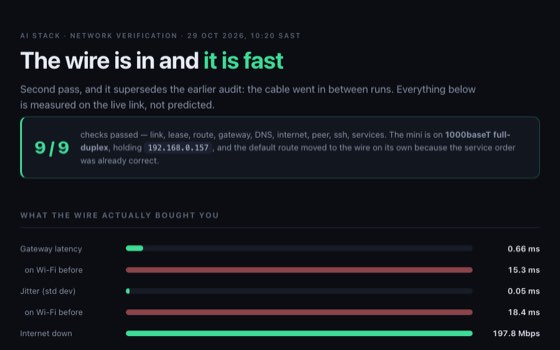 AI STACK · NETWORK VERIFICATION · 29 OCT 2026, 10:20 SAST
The wire is in and it is fast
Second pass, and it supersedes the earlier audit: the cable went in between runs. Everything below
is measured on the live link, not predicted.
9/9
checks passed — link, lease, route, gateway, DNS, internet, peer, ssh, services. The mini is on 1000baseT full-
duplex, holding 192.168.0.157, and the default route moved to the wire on its own because the service order
was already correct.
WHAT THE WIRE ACTUALLY BOUGHT YOU
Gateway latency 0.66 ms
on Wi-Fi before 15.3 ms
Jitter (std dev) 0.05 ms
on Wi-Fi before 18.4 ms
Internet down 197.8 Mbps